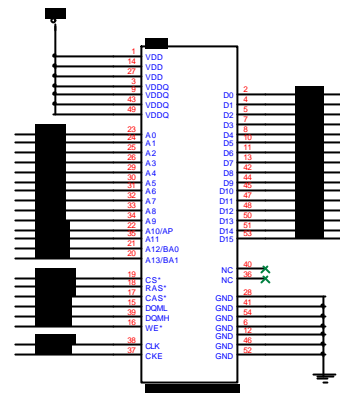 1 VDD
14 VDD
27 VDD
3 VDDQ
9 VDDQ
43 VDDQ
49 VDDQ
23 A0
24 A1
25 A2
26 A3
29 A4
30 A5
31 A6
32 A7
33 A8
34 A9
22 A10/AP
35 A11
21 A12/BA0
20 A13/BA1
19 CS*
18 RAS*
17 CAS*
15 DQML
39 DQMH
16 WE*
38 CLK
37 CKE
D0 2
D1 4
D2 5
D3 7
D4 8
D5 10
D6 11
D7 13
D8 42
D9 44
D10 45
D11 47
D12 48
D13 50
D14 51
D15 53
NC 40
NC 36
GND 28
GND 41
GND 54
GND 6
GND 12
GND 46
GND 52